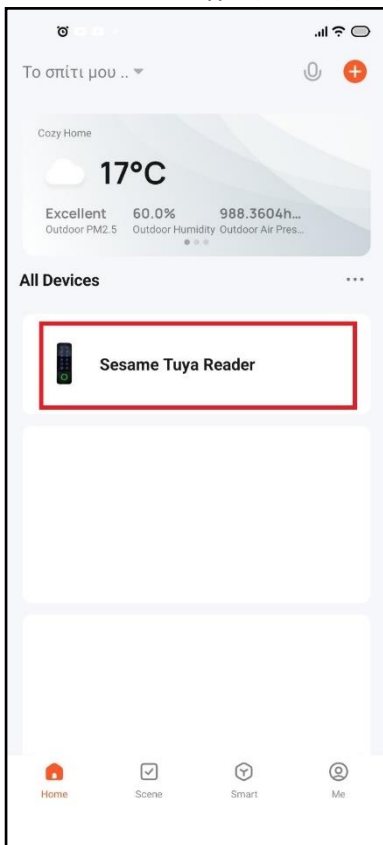 Το σπίτι μου ..
Cozy Home
17°C
Excellent 60.0% 988.3604h...
Outdoor PM2.5 Outdoor Humidity Outdoor Air Pres...
All Devices
Sesame Tuya Reader
Home Scene Smart Me